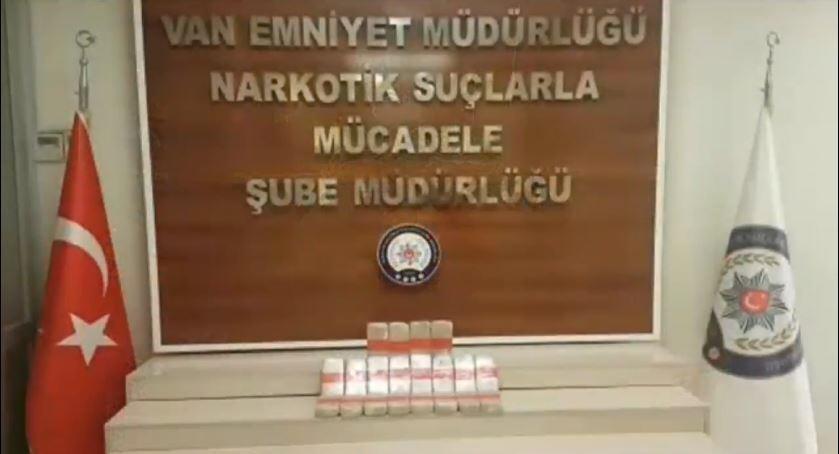 VAN EMNİYET MÜDÜRLÜĞÜ
NARKOTİK SUÇLARLA
MÜCADELE
ŞUBE MÜDÜRLÜĞÜ